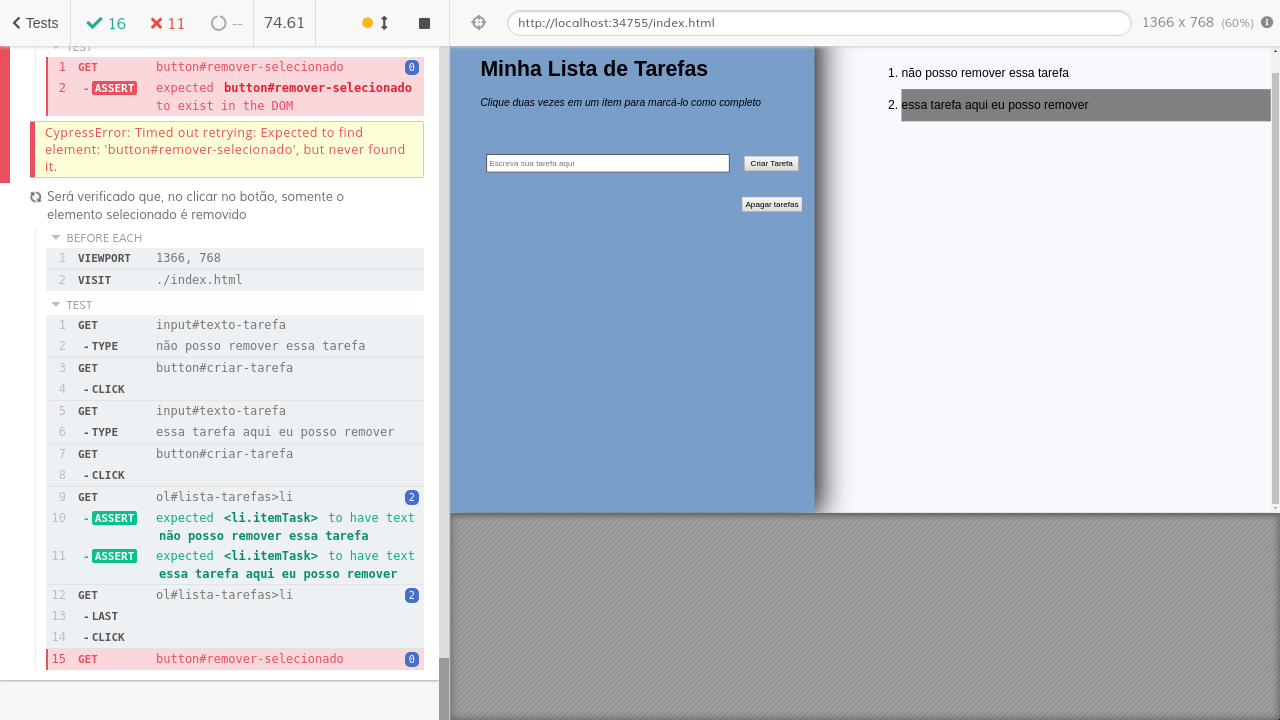 Tests
16
11
--
74.61
http://localhost:34755/index.html
1366 x 768 (60%)
TEST
1 GET button#remover-selecionado 0
2 - ASSERT expected button#remover-selecionado
to exist in the DOM
CypressError: Timed out retrying: Expected to find
element: 'button#remover-selecionado', but never found
it.
Será verificado que, no clicar no botão, somente o
elemento selecionado é removido
BEFORE EACH
1 VIEWPORT 1366, 768
2 VISIT ./index.html
TEST
1 GET input#texto-tarefa
2 - TYPE não posso remover essa tarefa
3 GET button#criar-tarefa
4 - CLICK
5 GET input#texto-tarefa
6 - TYPE essa tarefa aqui eu posso remover
7 GET button#criar-tarefa
8 - CLICK
9 GET ol#lista-tarefas>li 2
10 - ASSERT expected <li.itemTask> to have text
não posso remover essa tarefa
11 - ASSERT expected <li.itemTask> to have text
essa tarefa aqui eu posso remover
12 GET ol#lista-tarefas>li 2
13 - LAST
14 - CLICK
15 GET button#remover-selecionado 0
Minha Lista de Tarefas
Clique duas vezes em um item para marcá-lo como completo
Escreva sua tarefa aqui
Criar Tarefa
Apagar tarefas
1. não posso remover essa tarefa
2. essa tarefa aqui eu posso remover